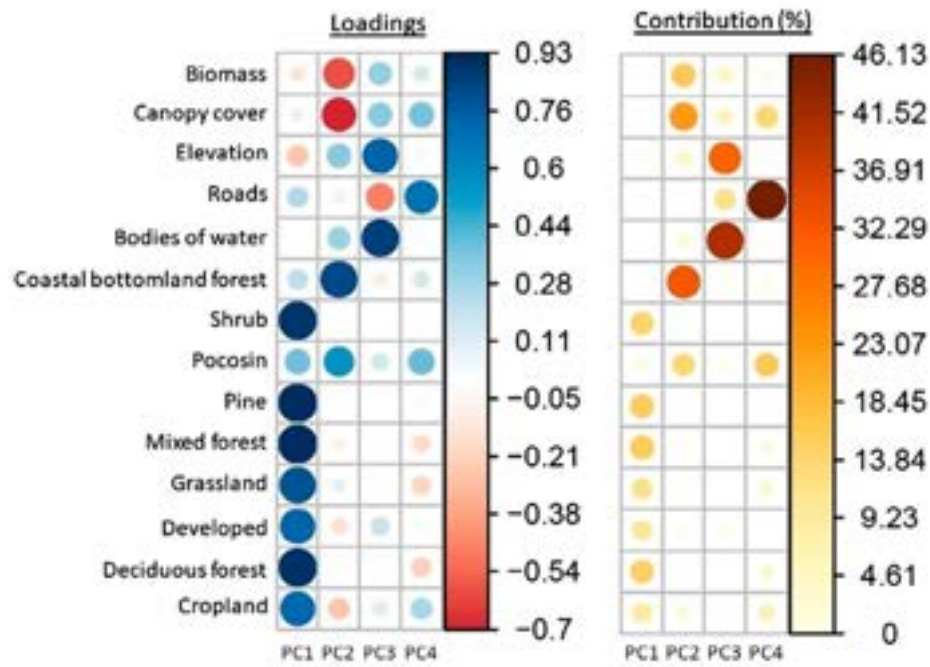 Loadings
Contribution (%)
Biomass
Canopy cover
Elevation
Roads
Bodies of water
Coastal bottomland forest
Shrub
Pocosin
Pine
Mixed forest
Grassland
Developed
Deciduous forest
Cropland
0.93
0.76
0.6
0.44
0.28
0.11
−0.05
−0.21
−0.38
−0.54
−0.7
46.13
41.52
36.91
32.29
27.68
23.07
18.45
13.84
9.23
4.61
0
PC1 PC2 PC3 PC4
PC1 PC2 PC3 PC4